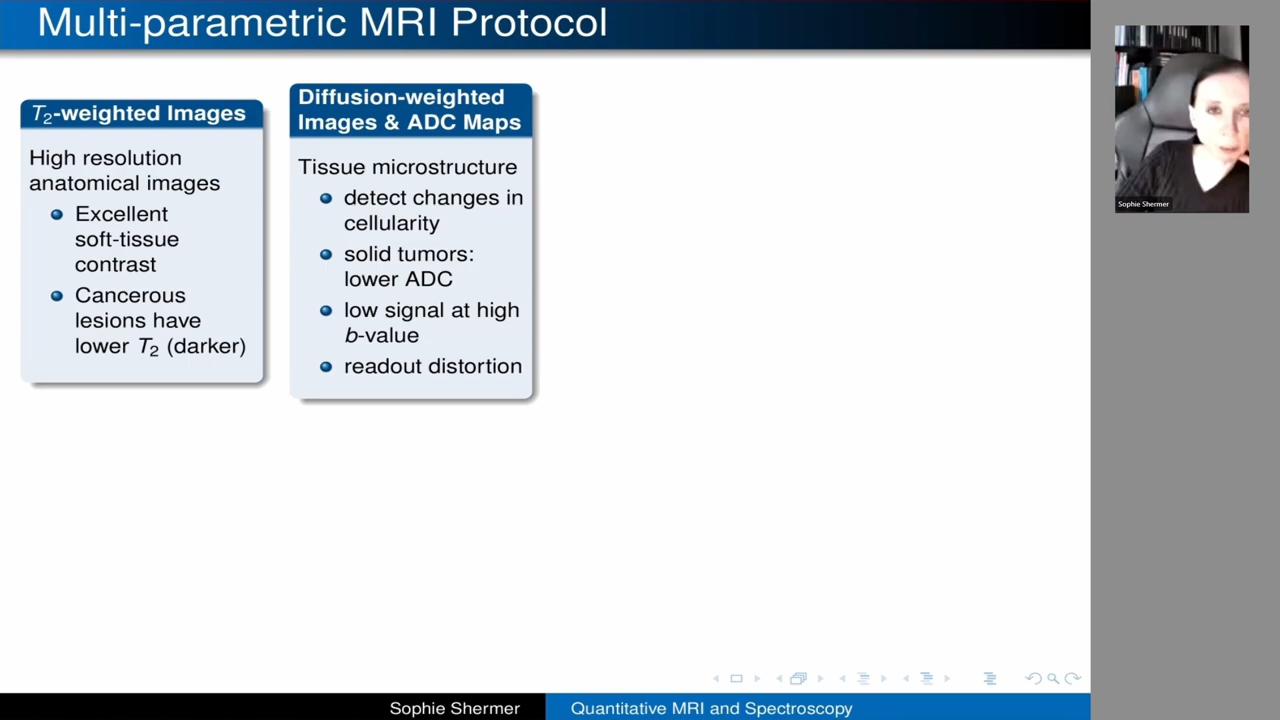 Multi-parametric MRI Protocol
T2-weighted Images
High resolution
anatomical images
Excellent
soft-tissue
contrast
Cancerous
lesions have
lower T2 (darker)
Diffusion-weighted
Images & ADC Maps
Tissue microstructure
detect changes in
cellularity
solid tumors:
lower ADC
low signal at high
b-value
readout distortion
Sophie Shermer
Sophie Shermer
Quantitative MRI and Spectroscopy